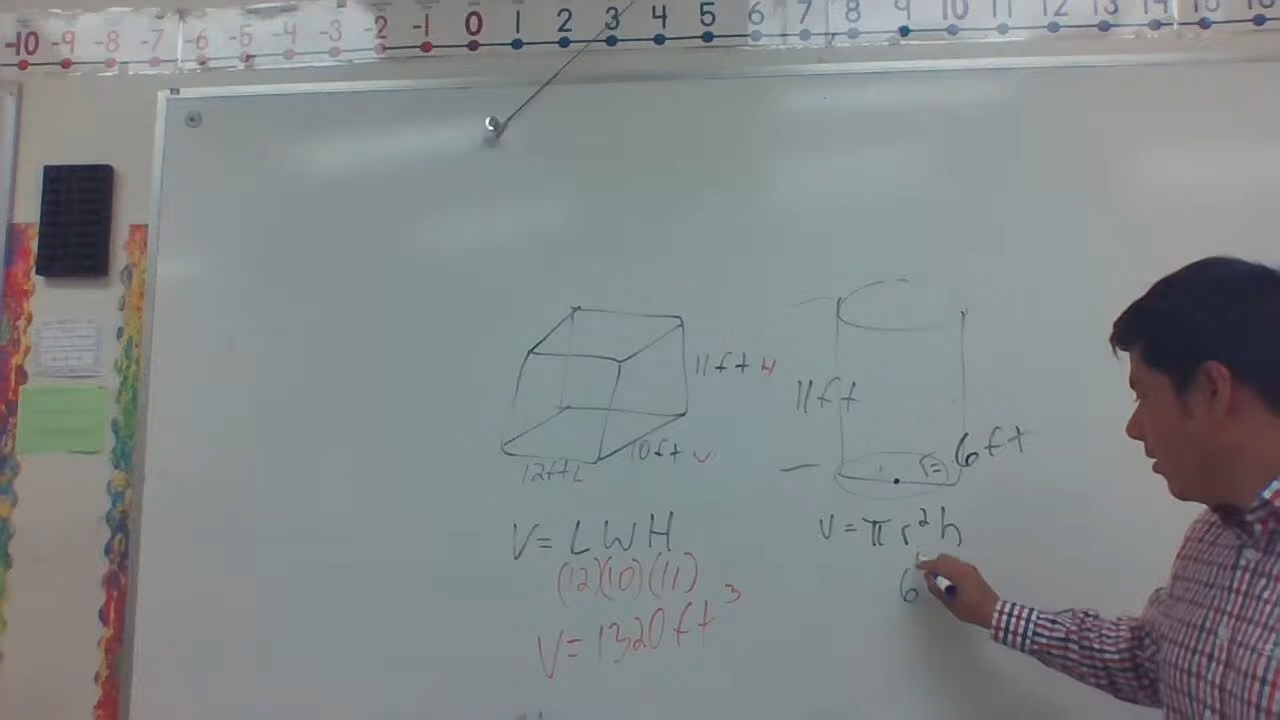 -10 -9 -8 -7 -6 -5 -4 -3 -2 -1 0 1 2 3 4 5 6 7 8 9 10 11 12 13 14 15 16
11ft H
10ft W
12ft L
V = L W H
(12)(10)(11)
V = 1320 ft³
11ft
r= 6ft
V = π r² h
6